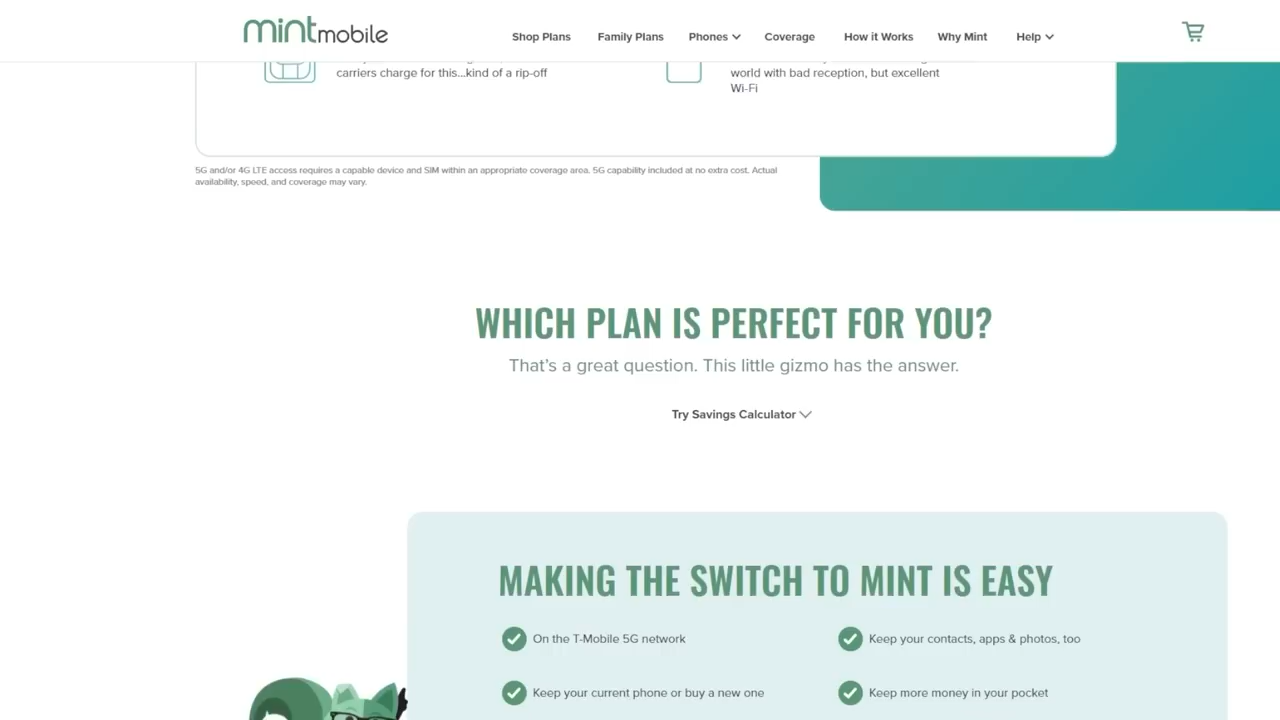 mintmobile
Shop Plans
Family Plans
Phones
Coverage
How it Works
Why Mint
Help
carriers charge for this...kind of a rip-off
world with bad reception, but excellent
Wi-Fi
5G and/or 4G LTE access requires a capable device and SIM within an appropriate coverage area. 5G capability included at no extra cost. Actual
availability, speed, and coverage may vary.
WHICH PLAN IS PERFECT FOR YOU?
That's a great question. This little gizmo has the answer.
Try Savings Calculator
MAKING THE SWITCH TO MINT IS EASY
On the T-Mobile 5G network
Keep your contacts, apps & photos, too
Keep your current phone or buy a new one
Keep more money in your pocket